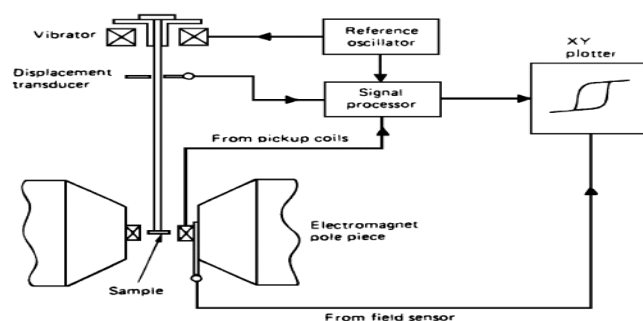 Vibrator
Reference
oscillator
XY
plotter
Displacement
transducer
Signal
processor
From pickup coils
Electromagnet
pole piece
Sample
From field sensor